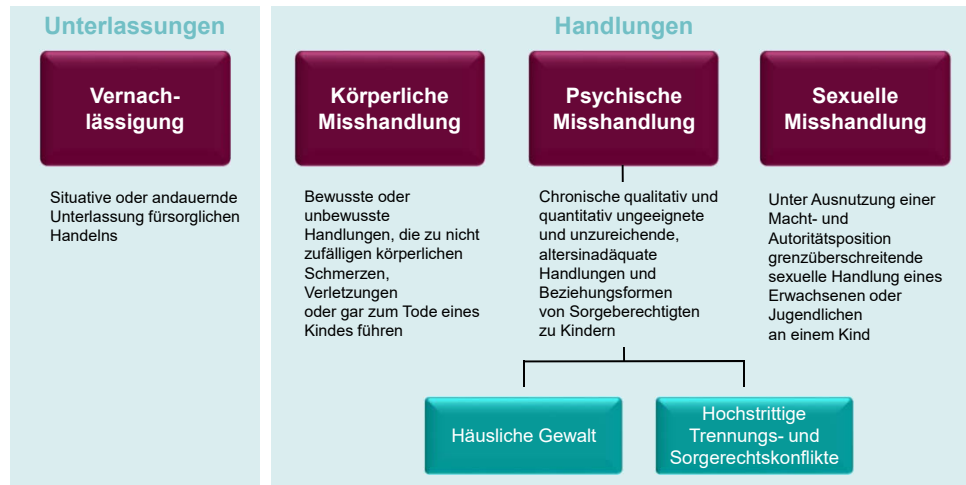 Unterlassungen
Vernach-
lässigung
Situative oder andauernde
Unterlassung fürsorglichen
Handelns
Handlungen
Körperliche
Misshandlung
Bewusste oder
unbewusste
Handlungen, die zu nicht
zufälligen körperlichen
Schmerzen,
Verletzungen
oder gar zum Tode eines
Kindes führen
Psychische
Misshandlung
Chronische qualitativ und
quantitativ ungeeignete
und unzureichende,
altersinadäquate
Handlungen und
Beziehungsformen
von Sorgeberechtigten
zu Kindern
Sexuelle
Misshandlung
Unter Ausnutzung einer
Macht- und
Autoritätsposition
grenzüberschreitende
sexuelle Handlung eines
Erwachsenen oder
Jugendlichen
an einem Kind
Häusliche Gewalt
Hochstrittige
Trennungs- und
Sorgerechtskonflikte